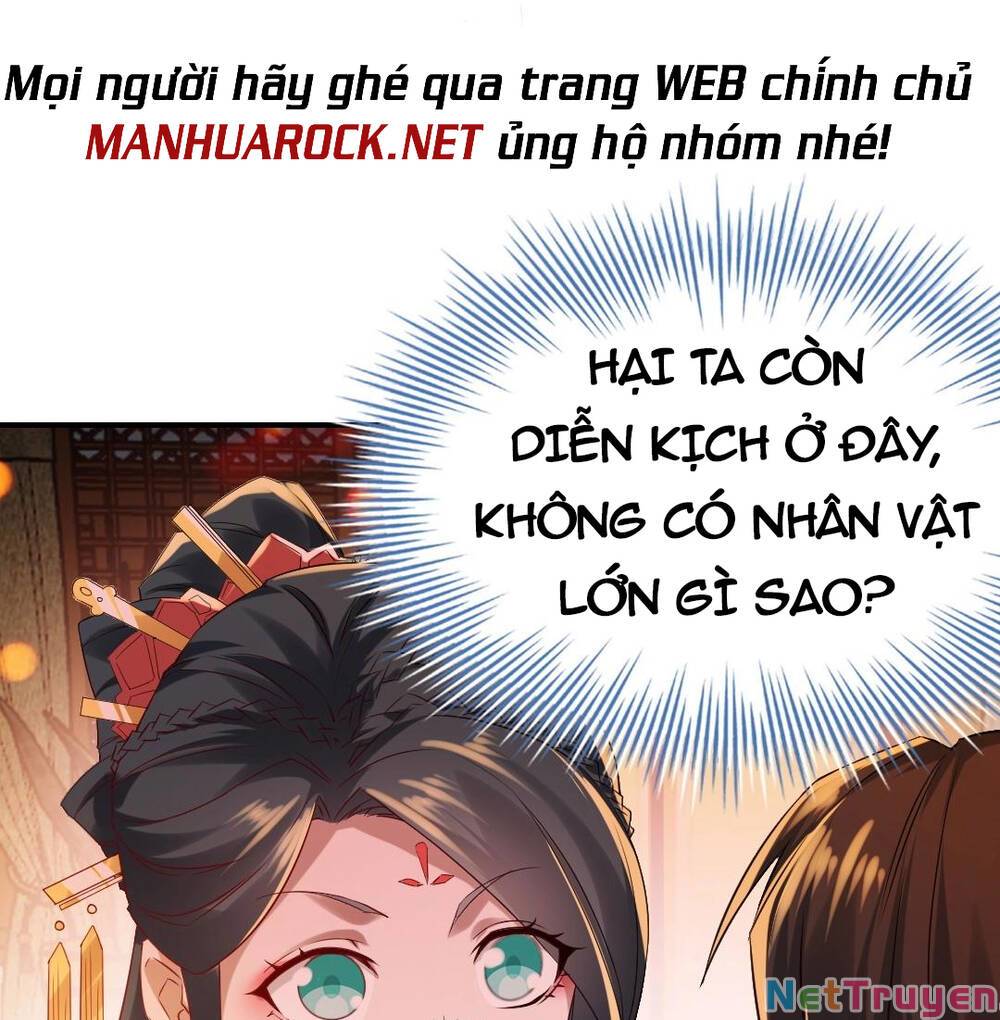 Mọi người hãy ghé qua trang WEB chính chủ
MANHUAROCK.NET ủng hộ nhóm nhé!
HẠI TA CÒN
DIỄN KỊCH Ở ĐÂY,
KHÔNG CÓ NHÂN VẬT
LỚN GÌ SAO?
NetTruyen